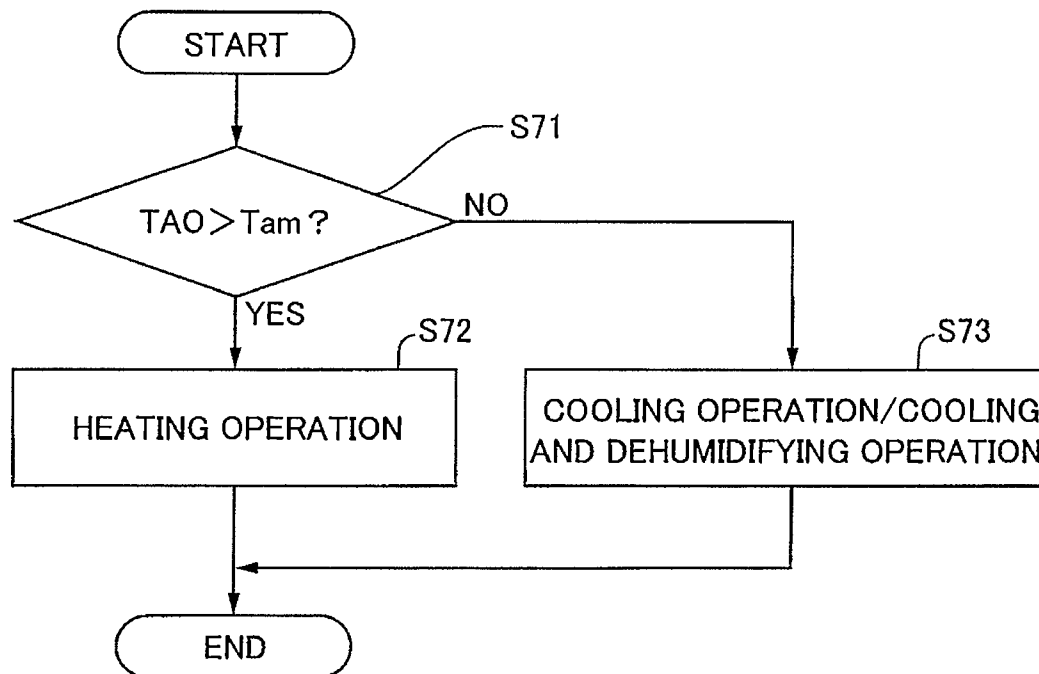 START
S71
TAO>Tam?
NO
YES
S72
S73
HEATING OPERATION
COOLING OPERATION/COOLING
AND DEHUMIDIFYING OPERATION
END